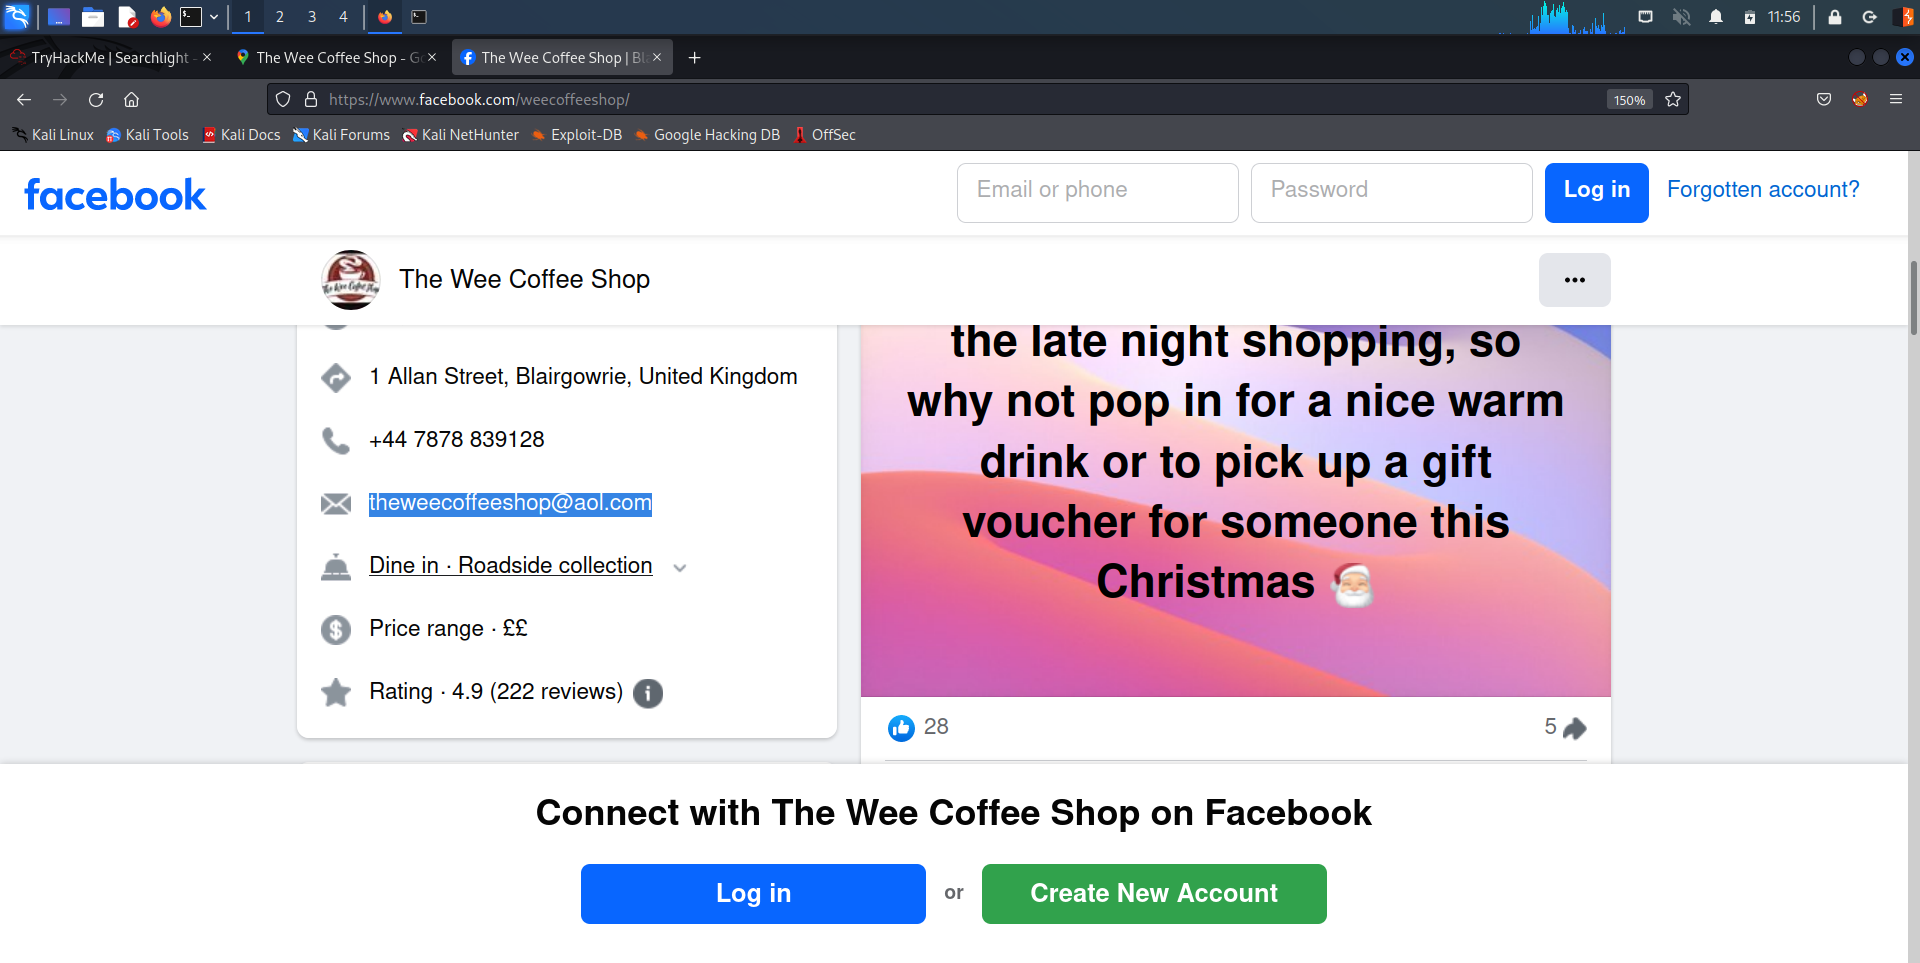 1 2 3 4 11:56
TryHackMe | Searchlight - The Wee Coffee Shop - Go The Wee Coffee Shop | Bla
https://www.facebook.com/weecoffeeshop/ 150%
Kali Linux Kali Tools Kali Docs Kali Forums Kali NetHunter Exploit-DB Google Hacking DB OffSec
facebook Email or phone Password Log in Forgotten account?
The Wee Coffee Shop
1 Allan Street, Blairgowrie, United Kingdom
+44 7878 839128
theweecoffeeshop@aol.com
Dine in · Roadside collection
Price range · ££
Rating · 4.9 (222 reviews)
the late night shopping, so
why not pop in for a nice warm
drink or to pick up a gift
voucher for someone this
Christmas 🎅
28 5
Connect with The Wee Coffee Shop on Facebook
Log in or Create New Account